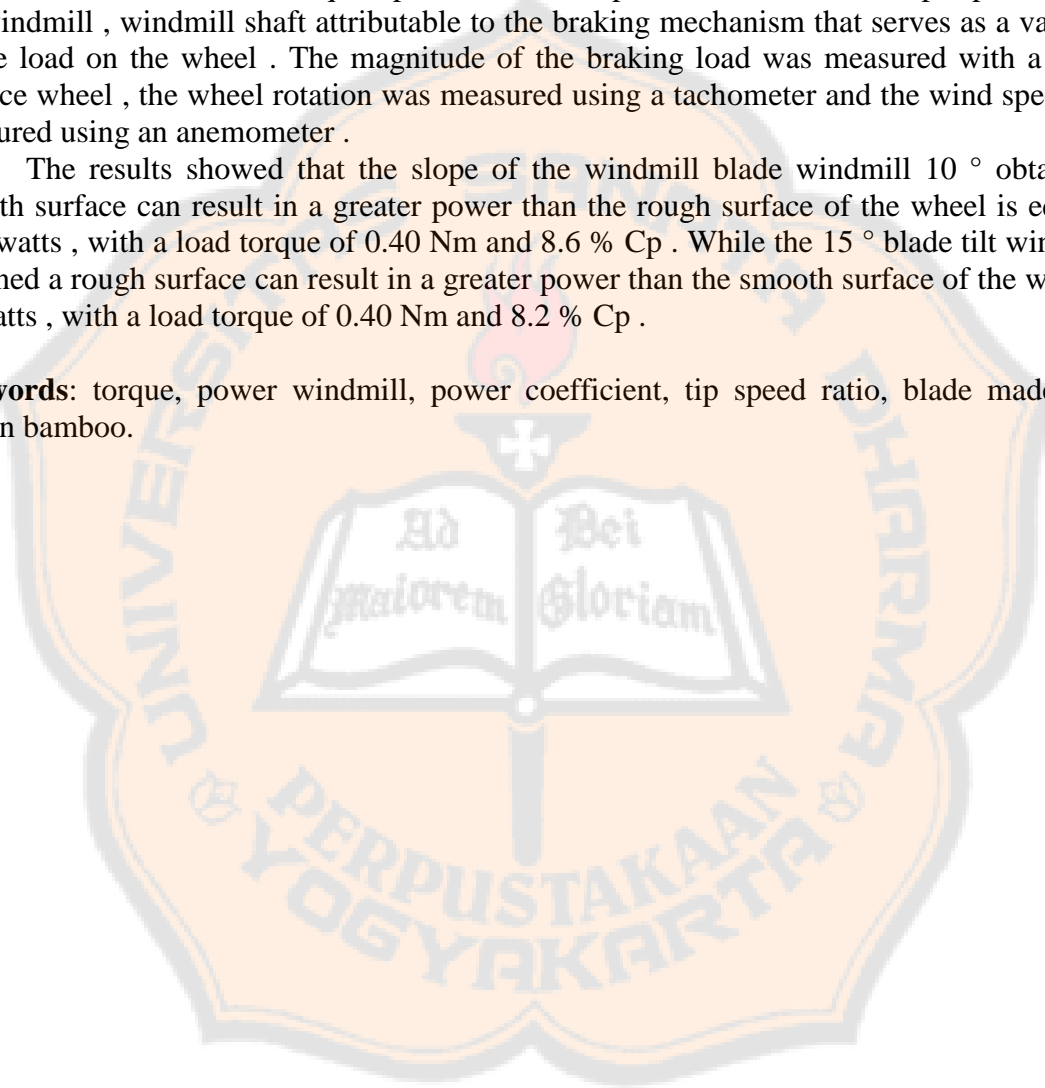 indmill , windmill shaft attributable to the braking mechanism that serves as a va
e load on the wheel . The magnitude of the braking load was measured with a
ce wheel , the wheel rotation was measured using a tachometer and the wind spee
ured using an anemometer .
The results showed that the slope of the windmill blade windmill 10 ° obta
th surface can result in a greater power than the rough surface of the wheel is e
watts , with a load torque of 0.40 Nm and 8.6 % Cp . While the 15 ° blade tilt win
ned a rough surface can result in a greater power than the smooth surface of the w
atts , with a load torque of 0.40 Nm and 8.2 % Cp .
words: torque, power windmill, power coefficient, tip speed ratio, blade made
n bamboo.
UNIVERSITAS SANATA DHARMA
Ad Dei
Maiorem Gloriam
PERPUSTAKAAN
YOGYAKARTA